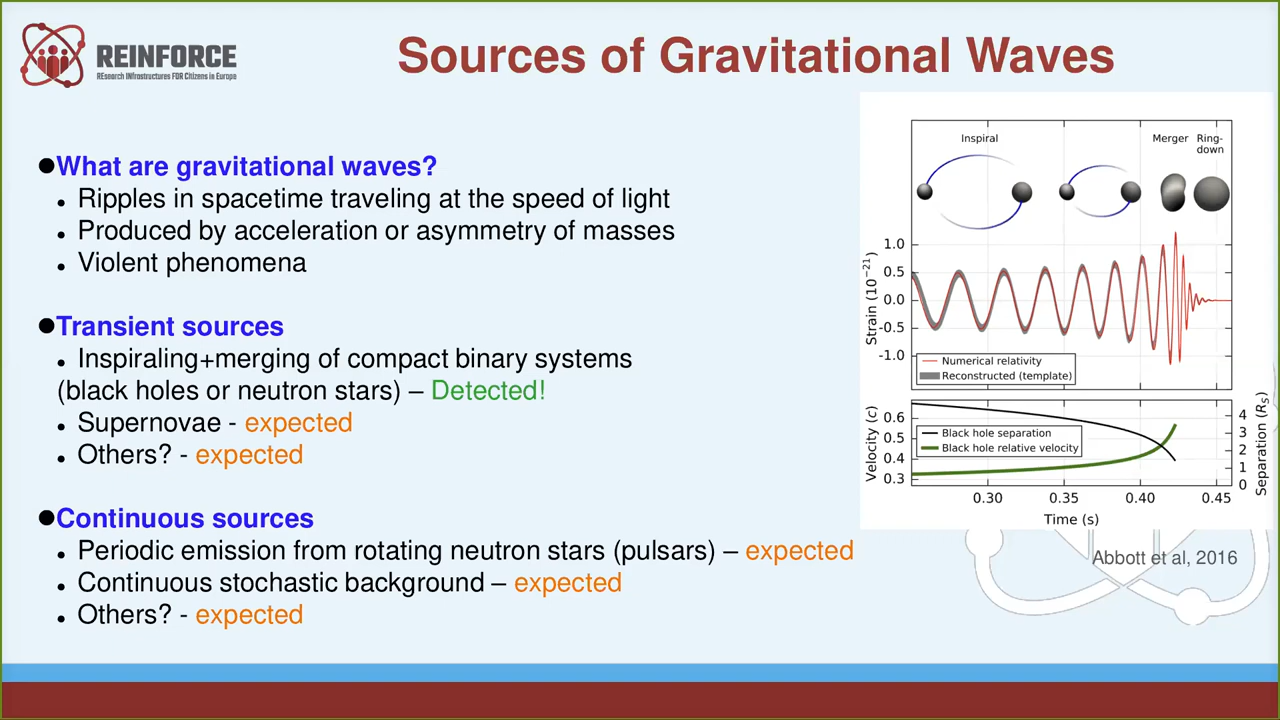 REINFORCE
REsearch INfrastructures FOR Citizens in Europe
Sources of Gravitational Waves
●What are gravitational waves?
• Ripples in spacetime traveling at the speed of light
• Produced by acceleration or asymmetry of masses
• Violent phenomena
●Transient sources
• Inspiraling+merging of compact binary systems
(black holes or neutron stars) – Detected!
• Supernovae - expected
• Others? - expected
●Continuous sources
• Periodic emission from rotating neutron stars (pulsars) – expected
• Continuous stochastic background – expected
• Others? - expected
Inspiral
Merger
Ring-
down
Strain (10⁻²¹)
1.0
0.5
0.0
-0.5
-1.0
Numerical relativity
Reconstructed (template)
Velocity (c)
0.6
0.5
0.4
0.3
Black hole separation
Black hole relative velocity
4
3
2
1
0
Separation (R_S)
0.30 0.35 0.40 0.45
Time (s)
Abbott et al, 2016